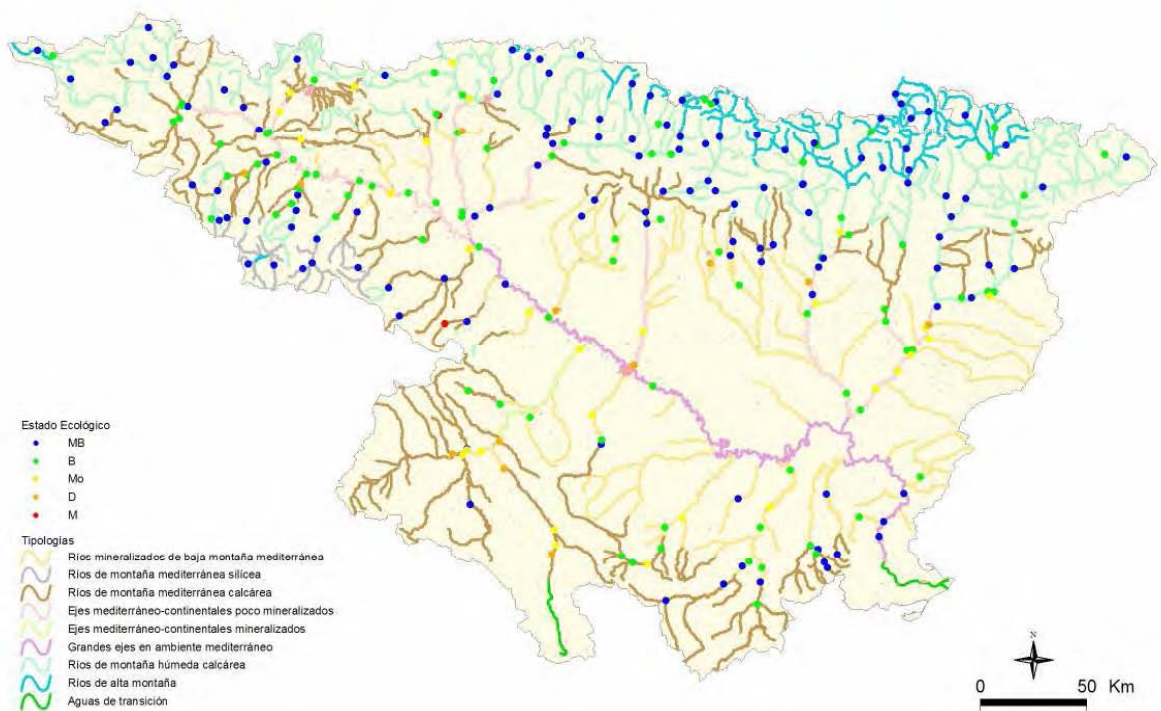 Estado Ecológico
MB
B
Mo
D
M
Tipologías
Ríos mineralizados de baja montaña mediterránea
Ríos de montaña mediterránea silícea
Ríos de montaña mediterránea calcárea
Ejes mediterráneo-continentales poco mineralizados
Ejes mediterráneo-continentales mineralizados
Grandes ejes en ambiente mediterráneo
Ríos de montaña húmeda calcárea
Ríos de alta montaña
Aguas de transición
N
0 50 Km